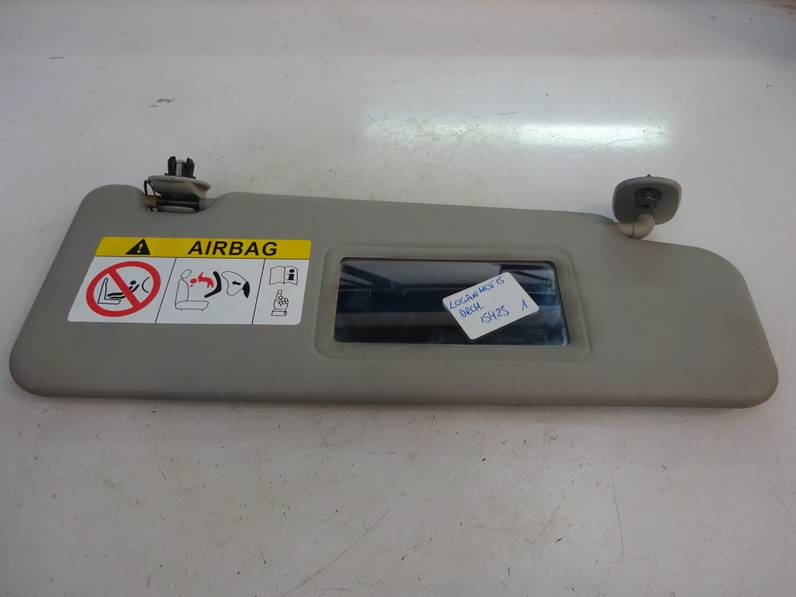 AIRBAG
LOGAN MCV'15
DRCH.
15425 1